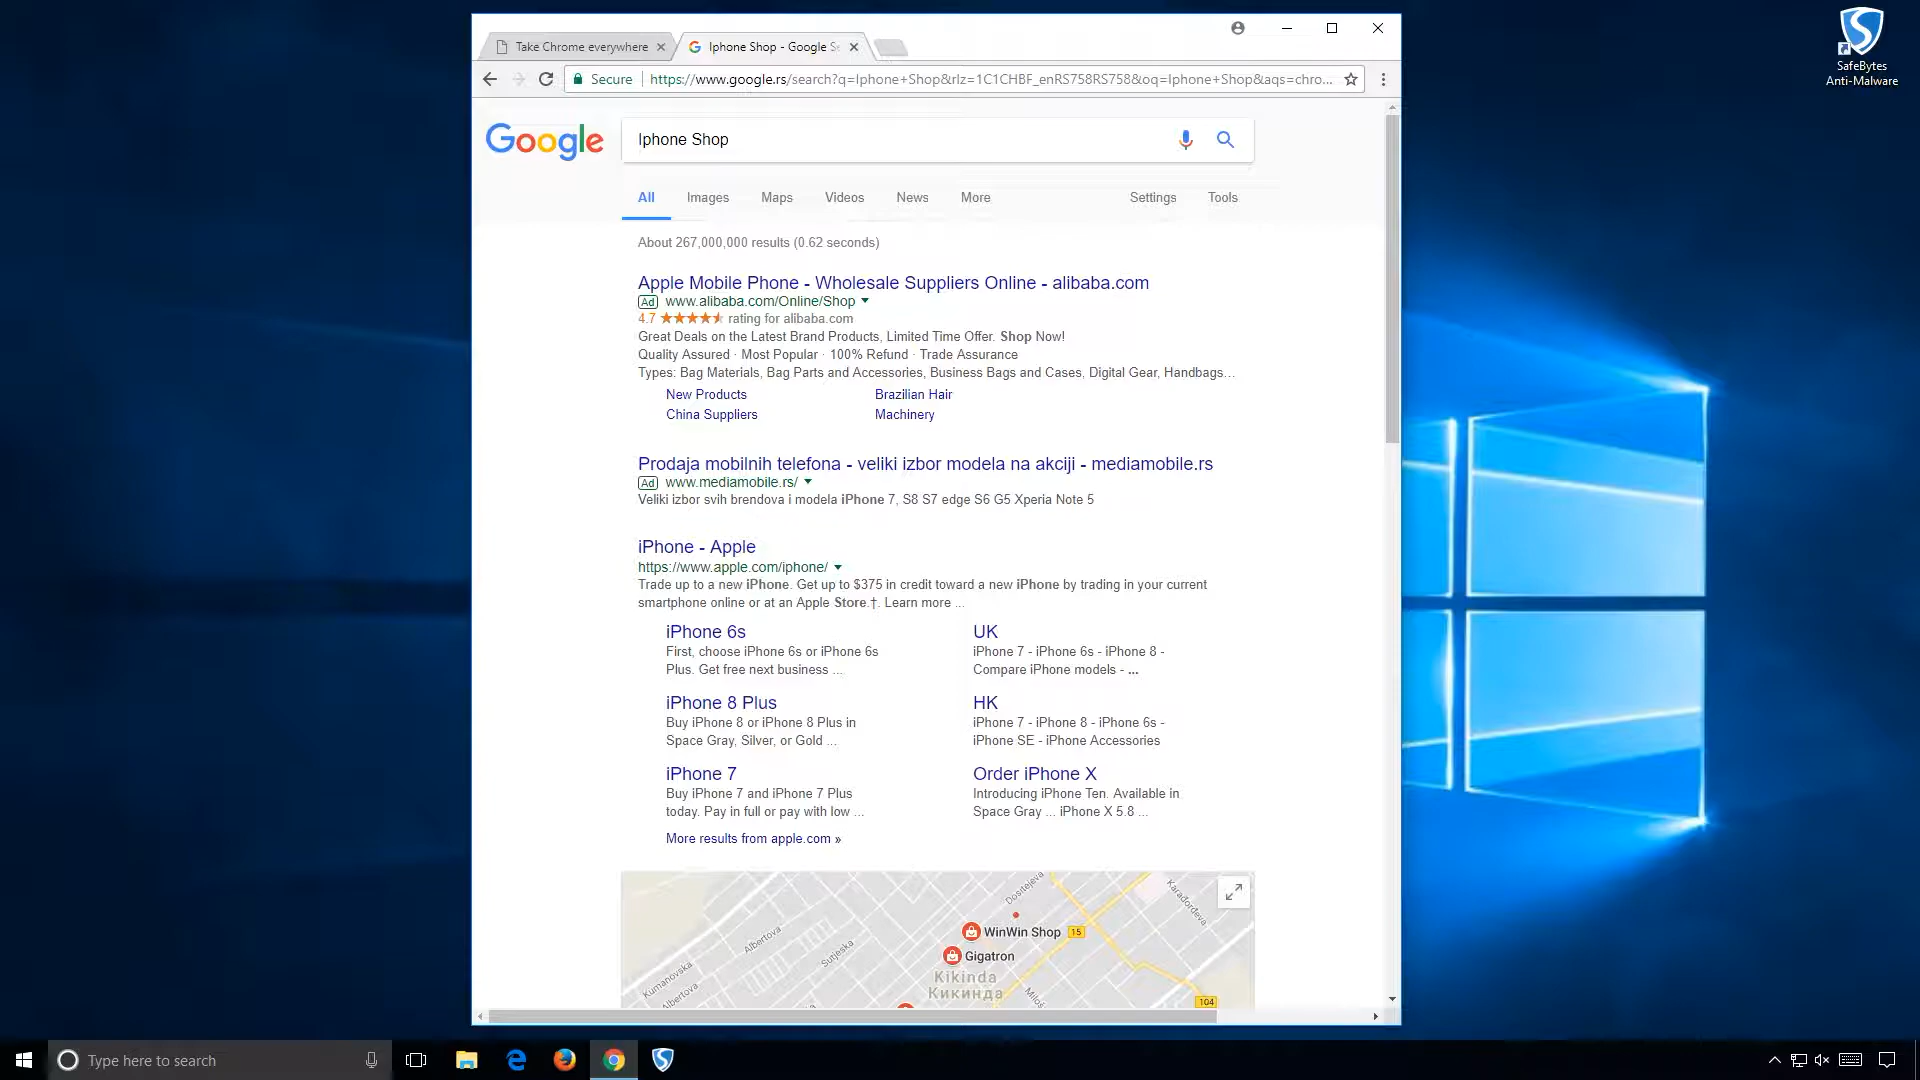 Take Chrome everywhere
Iphone Shop - Google Se
Secure
https://www.google.rs/search?q=Iphone+Shop&rlz=1C1CHBF_enRS758RS758&oq=Iphone+Shop&aqs=chro...
SafeBytes
Anti-Malware
Google
Iphone Shop
All Images Maps Videos News More Settings Tools
About 267,000,000 results (0.62 seconds)
Apple Mobile Phone - Wholesale Suppliers Online - alibaba.com
Ad www.alibaba.com/Online/Shop
4.7 ★★★★★ rating for alibaba.com
Great Deals on the Latest Brand Products, Limited Time Offer. Shop Now!
Quality Assured · Most Popular · 100% Refund · Trade Assurance
Types: Bag Materials, Bag Parts and Accessories, Business Bags and Cases, Digital Gear, Handbags…
New Products
Brazilian Hair
China Suppliers
Machinery
Prodaja mobilnih telefona - veliki izbor modela na akciji - mediamobile.rs
Ad www.mediamobile.rs/
Veliki izbor svih brendova i modela iPhone 7, S8 S7 edge S6 G5 Xperia Note 5
iPhone - Apple
https://www.apple.com/iphone/
Trade up to a new iPhone. Get up to $375 in credit toward a new iPhone by trading in your current
smartphone online or at an Apple Store.†. Learn more ...
iPhone 6s
First, choose iPhone 6s or iPhone 6s
Plus. Get free next business ...
UK
iPhone 7 - iPhone 6s - iPhone 8 -
Compare iPhone models - ...
iPhone 8 Plus
Buy iPhone 8 or iPhone 8 Plus in
Space Gray, Silver, or Gold ...
HK
iPhone 7 - iPhone 8 - iPhone 6s -
iPhone SE - iPhone Accessories
iPhone 7
Buy iPhone 7 and iPhone 7 Plus
today. Pay in full or pay with low ...
Order iPhone X
Introducing iPhone Ten. Available in
Space Gray ... iPhone X 5.8 ...
More results from apple.com »
Dositejeva
Karađorđeva
WinWin Shop
15
Albertova
Sutjeska
Gigatron
Kumanovska
Kikinda
Кикинда
Albertova
Miloš
104
Type here to search